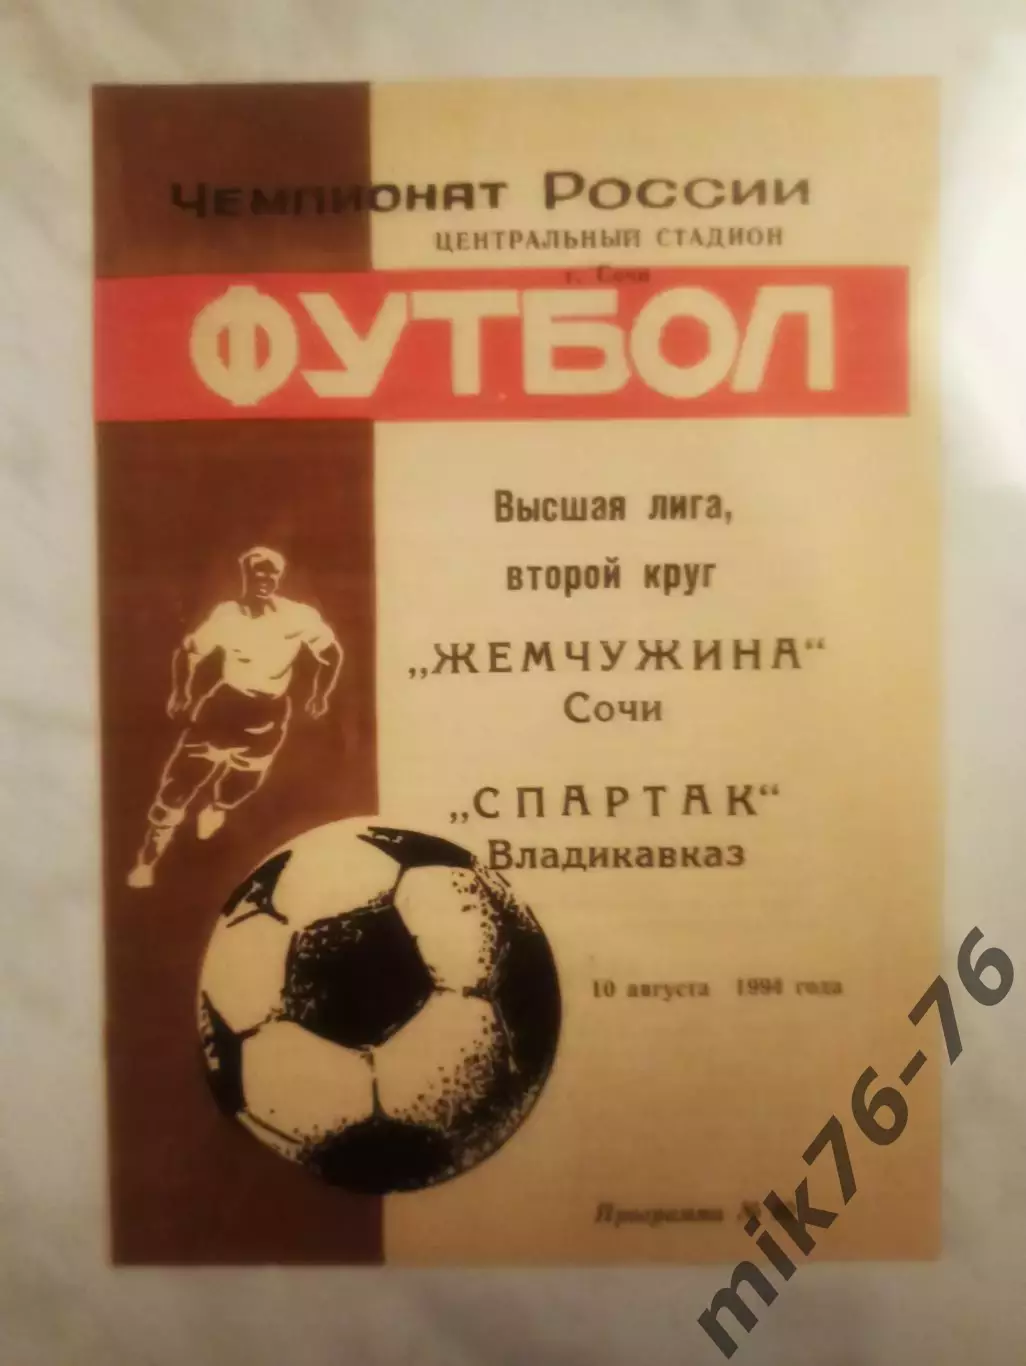 Чемпионат России
ЦЕНТРАЛЬНЫЙ СТАДИОН
г. Сочи
ФУТБОЛ
Высшая лига,
второй круг
„ЖЕМЧУЖИНА“
Сочи
„СПАРТАК“
Владикавказ
10 августа 1994 года
Программа №
mik76-76